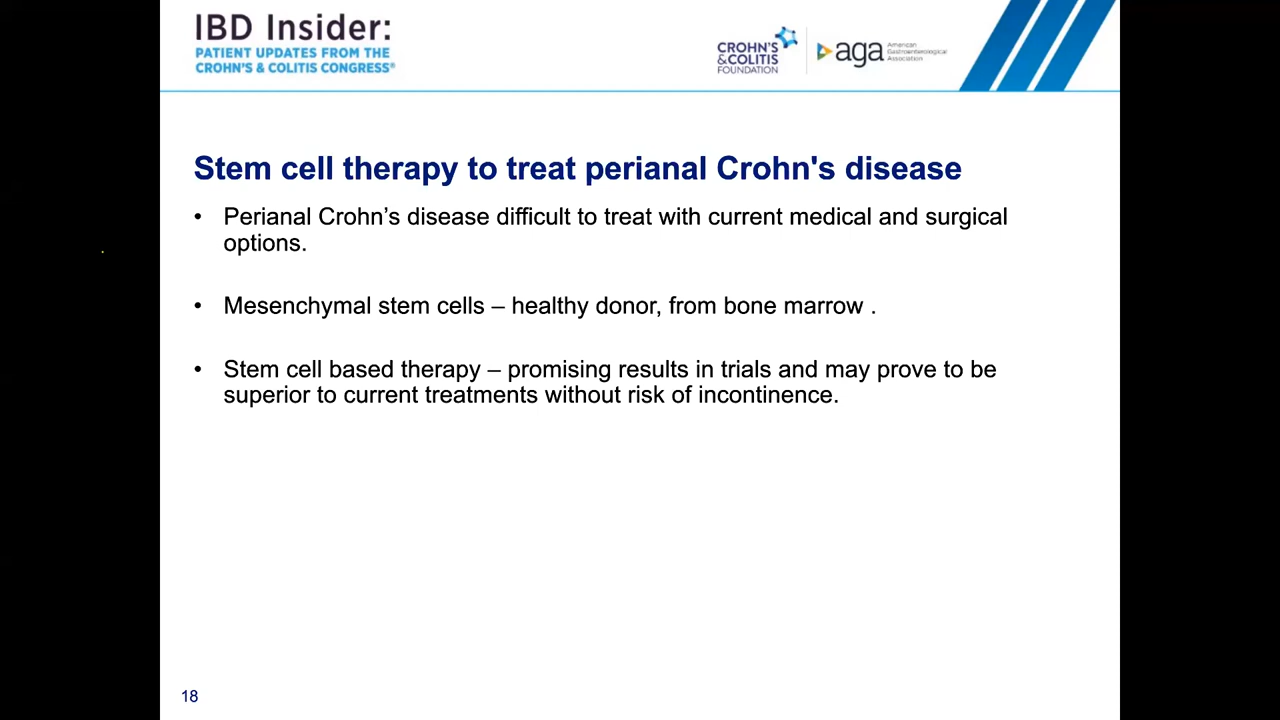 IBD Insider:
PATIENT UPDATES FROM THE
CROHN'S & COLITIS CONGRESS®
CROHN'S
& COLITIS
FOUNDATION
aga
American
Gastroenterological
Association
Stem cell therapy to treat perianal Crohn's disease
• Perianal Crohn’s disease difficult to treat with current medical and surgical
options.
• Mesenchymal stem cells – healthy donor, from bone marrow .
• Stem cell based therapy – promising results in trials and may prove to be
superior to current treatments without risk of incontinence.
18